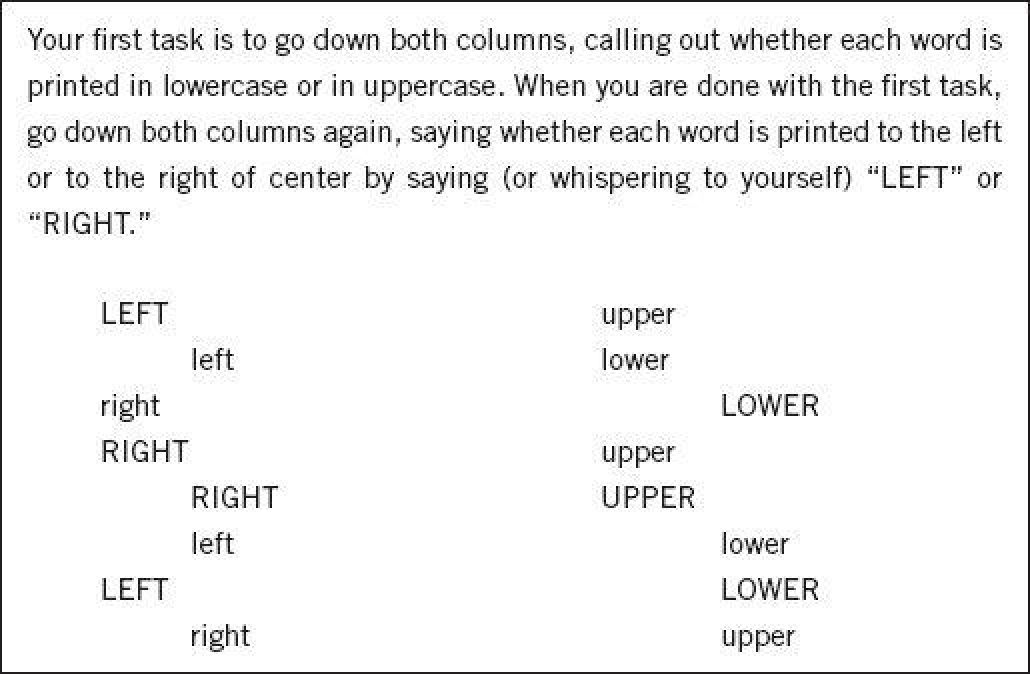 Your first task is to go down both columns, calling out whether each word is
printed in lowercase or in uppercase. When you are done with the first task,
go down both columns again, saying whether each word is printed to the left
or to the right of center by saying (or whispering to yourself) “LEFT” or
“RIGHT.”
LEFT upper
left lower
right LOWER
RIGHT upper
RIGHT UPPER
left lower
LEFT LOWER
right upper